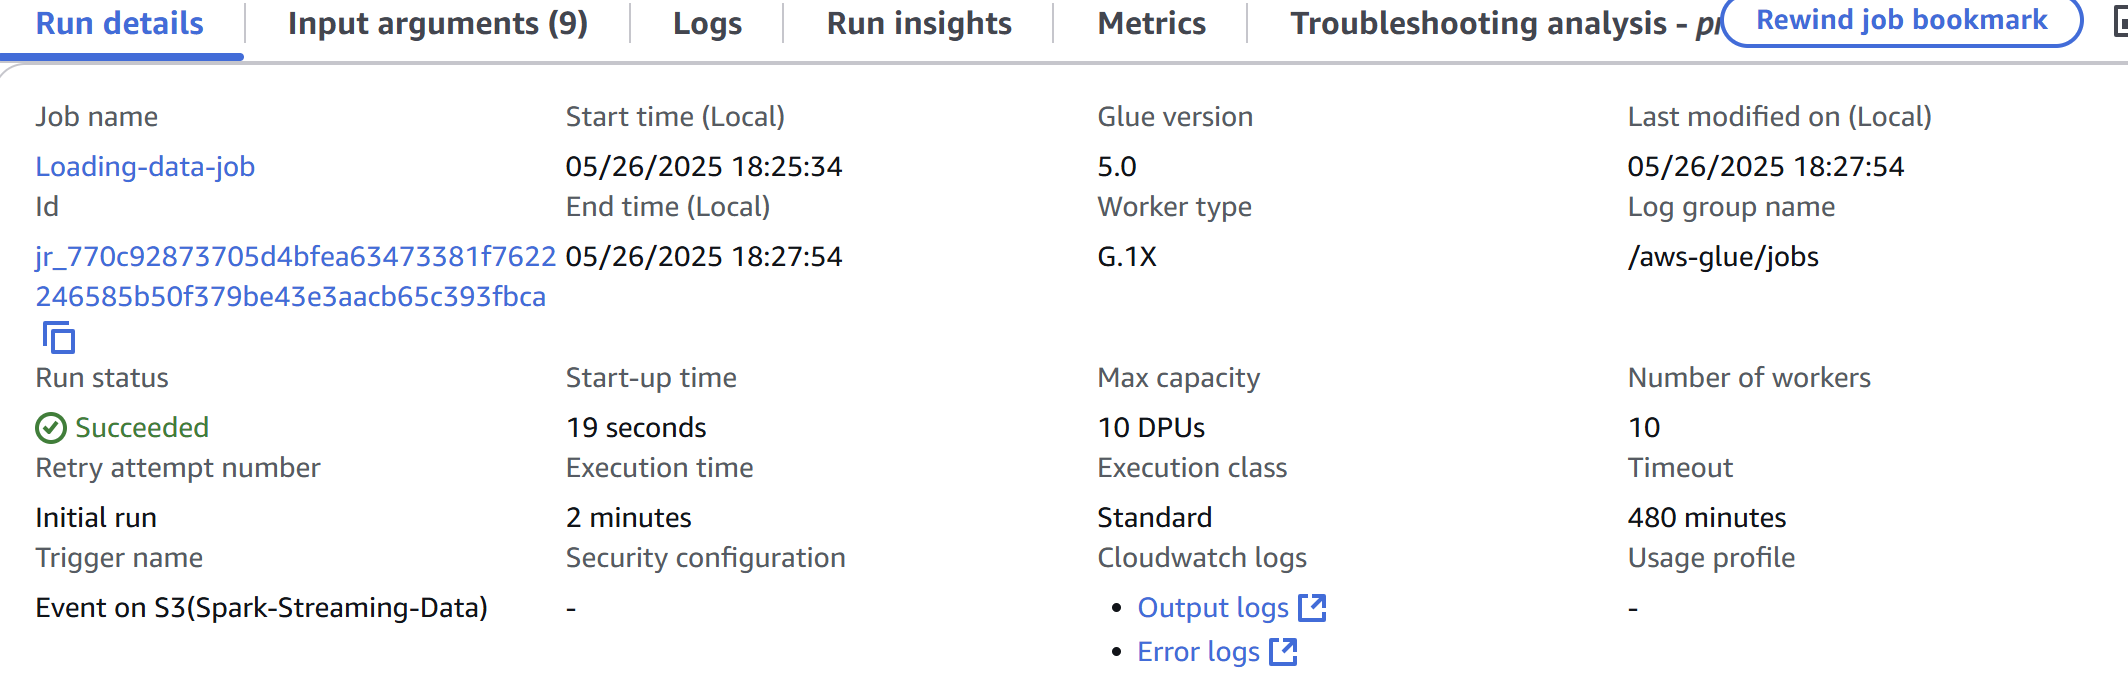 Run details
Input arguments (9)
Logs
Run insights
Metrics
Troubleshooting analysis -
Rewind job bookmark
Job name
Start time (Local)
Glue version
Last modified on (Local)
Loading-data-job
05/26/2025 18:25:34
5.0
05/26/2025 18:27:54
Id
End time (Local)
Worker type
Log group name
jr_770c92873705d4bfea63473381f7622
05/26/2025 18:27:54
G.1X
/aws-glue/jobs
246585b50f379be43e3aacb65c393fbca
Run status
Start-up time
Max capacity
Number of workers
Succeeded
19 seconds
10 DPUs
10
Retry attempt number
Execution time
Execution class
Timeout
Initial run
2 minutes
Standard
480 minutes
Trigger name
Security configuration
Cloudwatch logs
Usage profile
Event on S3(Spark-Streaming-Data)
-
• Output logs
-
• Error logs